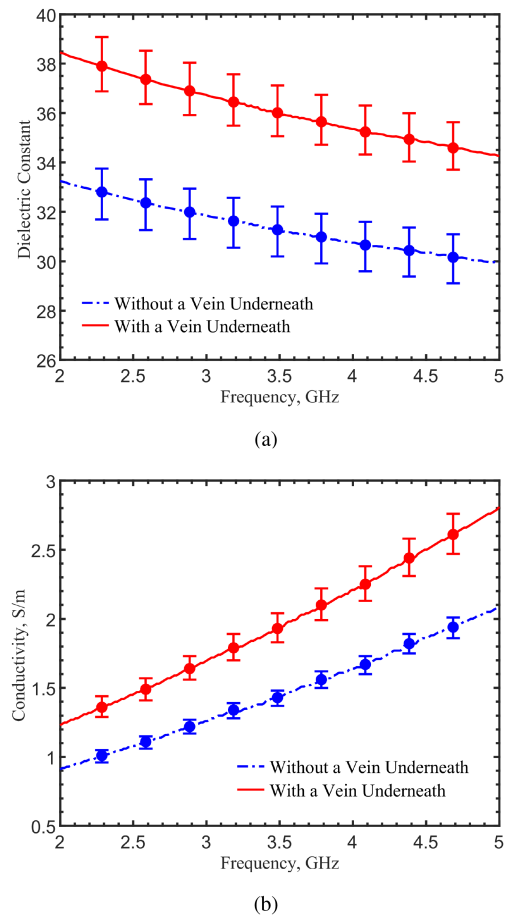 40
38
36
34
32
30
28
26
Dielectric Constant
Without a Vein Underneath
With a Vein Underneath
2 2.5 3 3.5 4 4.5 5
Frequency, GHz
(a)
3
2.5
2
1.5
1
0.5
Conductivity, S/m
Without a Vein Underneath
With a Vein Underneath
2 2.5 3 3.5 4 4.5 5
Frequency, GHz
(b)